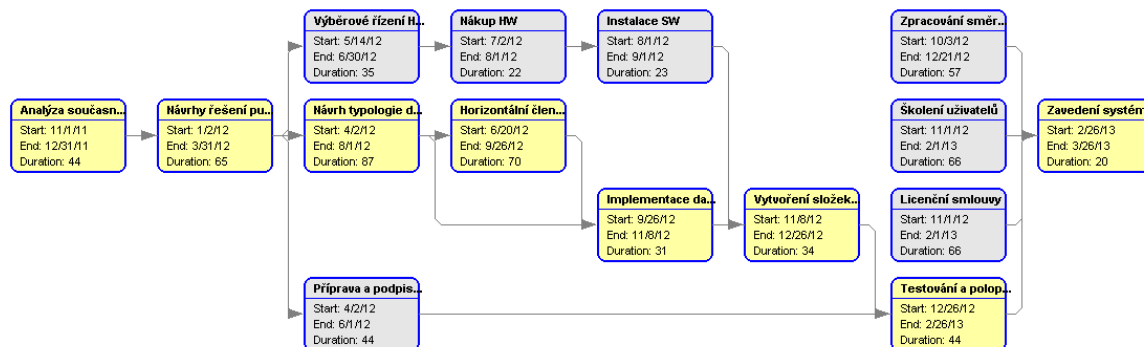 Výběrové řízení H...
Start: 5/14/12
End: 6/30/12
Duration: 35
Nákup HW
Start: 7/2/12
End: 8/1/12
Duration: 22
Instalace SW
Start: 8/1/12
End: 9/1/12
Duration: 23
Zpracování směr...
Start: 10/3/12
End: 12/21/12
Duration: 57
Analýza současn...
Start: 11/1/11
End: 12/31/11
Duration: 44
Návrhy řešení pu...
Start: 1/2/12
End: 3/31/12
Duration: 65
Návrh typologie d...
Start: 4/2/12
End: 8/1/12
Duration: 87
Horizontální člen...
Start: 6/20/12
End: 9/26/12
Duration: 70
Školení uživatelů
Start: 11/1/12
End: 2/1/13
Duration: 66
Zavedení systém
Start: 2/26/13
End: 3/26/13
Duration: 20
Implementace da...
Start: 9/26/12
End: 11/8/12
Duration: 31
Vytvoření složek...
Start: 11/8/12
End: 12/26/12
Duration: 34
Licenční smlouvy
Start: 11/1/12
End: 2/1/13
Duration: 66
Příprava a podpis...
Start: 4/2/12
End: 6/1/12
Duration: 44
Testování a polop...
Start: 12/26/12
End: 2/26/13
Duration: 44